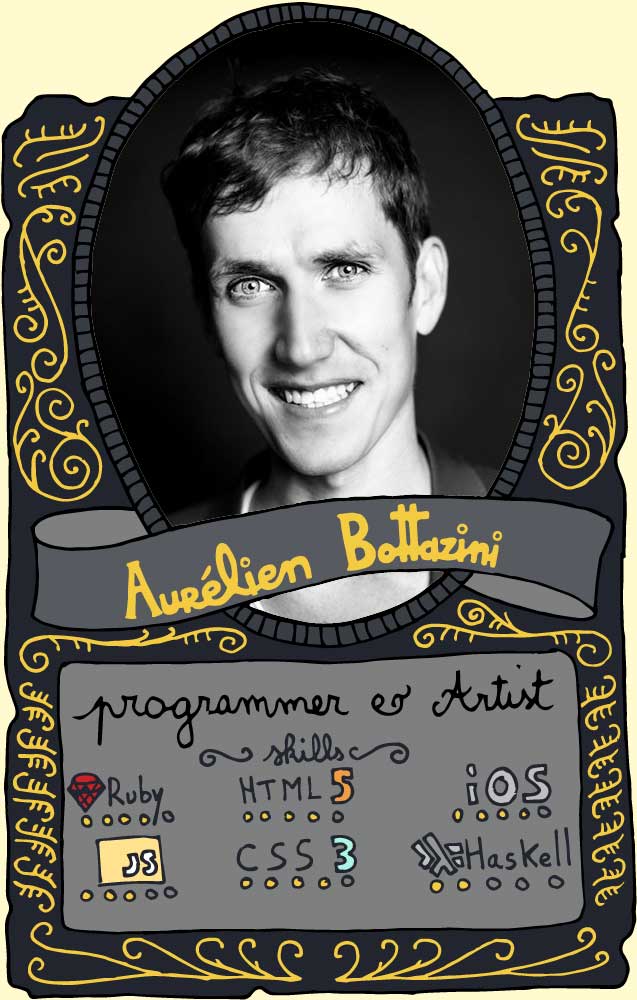 Aurélien Bottazini
programmer & Artist
skills
Ruby HTML5 iOS
JS CSS3 Haskell